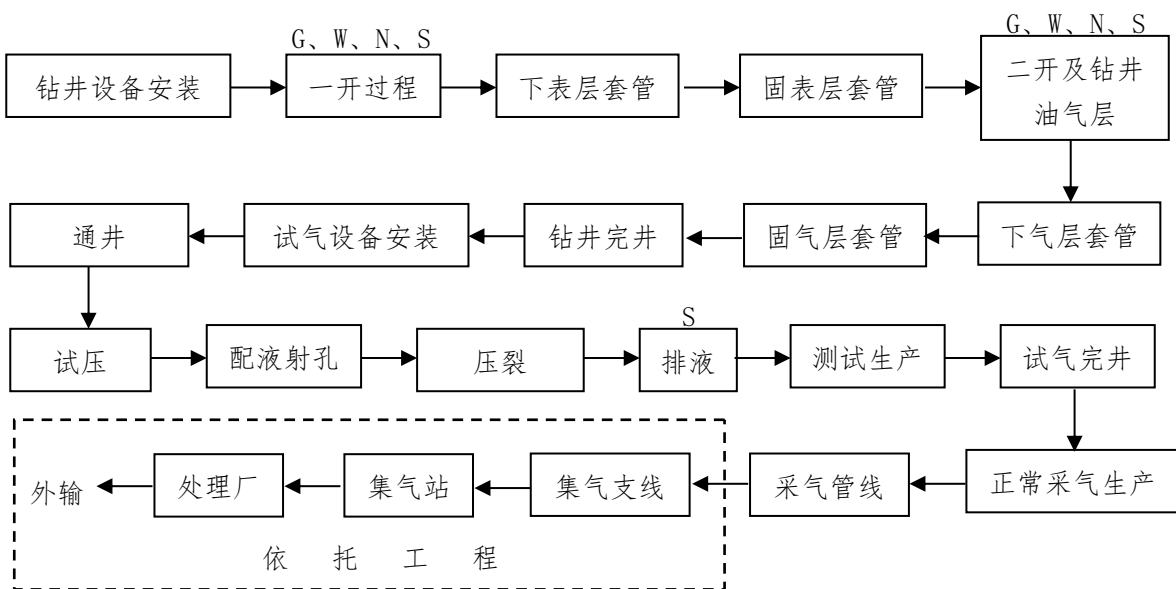 G、W、N、S
G、W、N、S
钻井设备安装
一开过程
下表层套管
固表层套管
二开及钻井
油气层
通井
试气设备安装
钻井完井
固气层套管
下气层套管
S
试压
配液射孔
压裂
排液
测试生产
试气完井
外输
处理厂
集气站
集气支线
采气管线
正常采气生产
依托工程